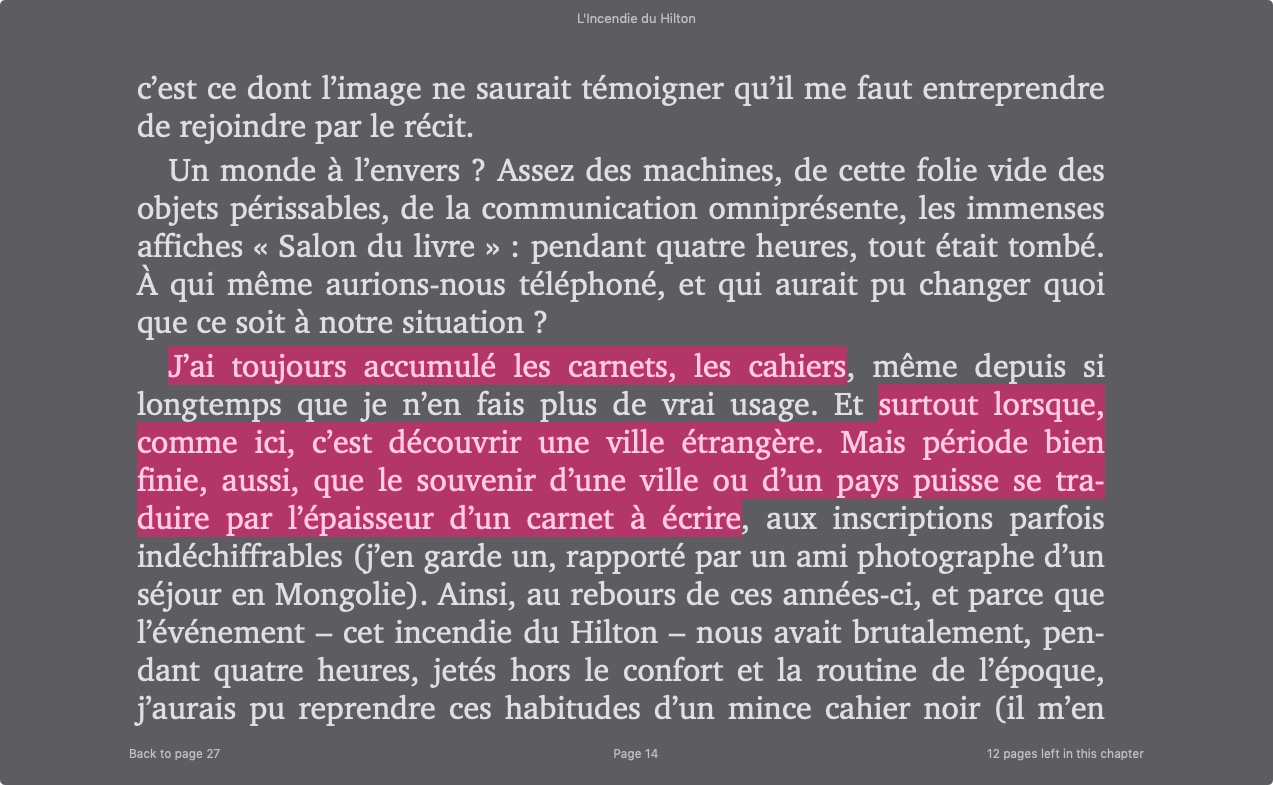 L'Incendie du Hilton
c’est ce dont l’image ne saurait témoigner qu’il me faut entreprendre
de rejoindre par le récit.
Un monde à l’envers ? Assez des machines, de cette folie vide des
objets périssables, de la communication omniprésente, les immenses
affiches « Salon du livre » : pendant quatre heures, tout était tombé.
À qui même aurions-nous téléphoné, et qui aurait pu changer quoi
que ce soit à notre situation ?
J’ai toujours accumulé les carnets, les cahiers, même depuis si
longtemps que je n’en fais plus de vrai usage. Et surtout lorsque,
comme ici, c’est découvrir une ville étrangère. Mais période bien
finie, aussi, que le souvenir d’une ville ou d’un pays puisse se tra-
duire par l’épaisseur d’un carnet à écrire, aux inscriptions parfois
indéchiffrables (j’en garde un, rapporté par un ami photographe d’un
séjour en Mongolie). Ainsi, au rebours de ces années-ci, et parce que
l’événement – cet incendie du Hilton – nous avait brutalement, pen-
dant quatre heures, jetés hors le confort et la routine de l’époque,
j’aurais pu reprendre ces habitudes d’un mince cahier noir (il m’en
Back to page 27
Page 14
12 pages left in this chapter